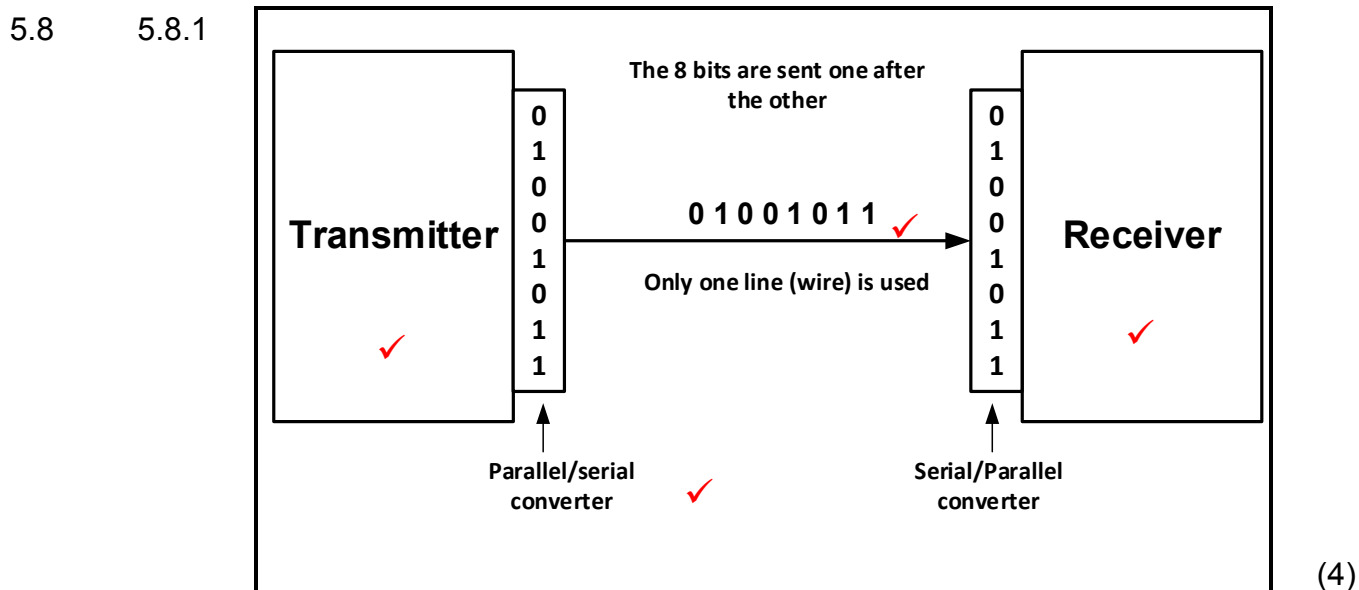 5.8 5.8.1
The 8 bits are sent one after
the other
0
1
0
0
1
0
1
1
Transmitter
0 1 0 0 1 0 1 1
Only one line (wire) is used
0
1
0
0
1
0
1
1
Receiver
Parallel/serial
converter
Serial/Parallel
converter
(4)